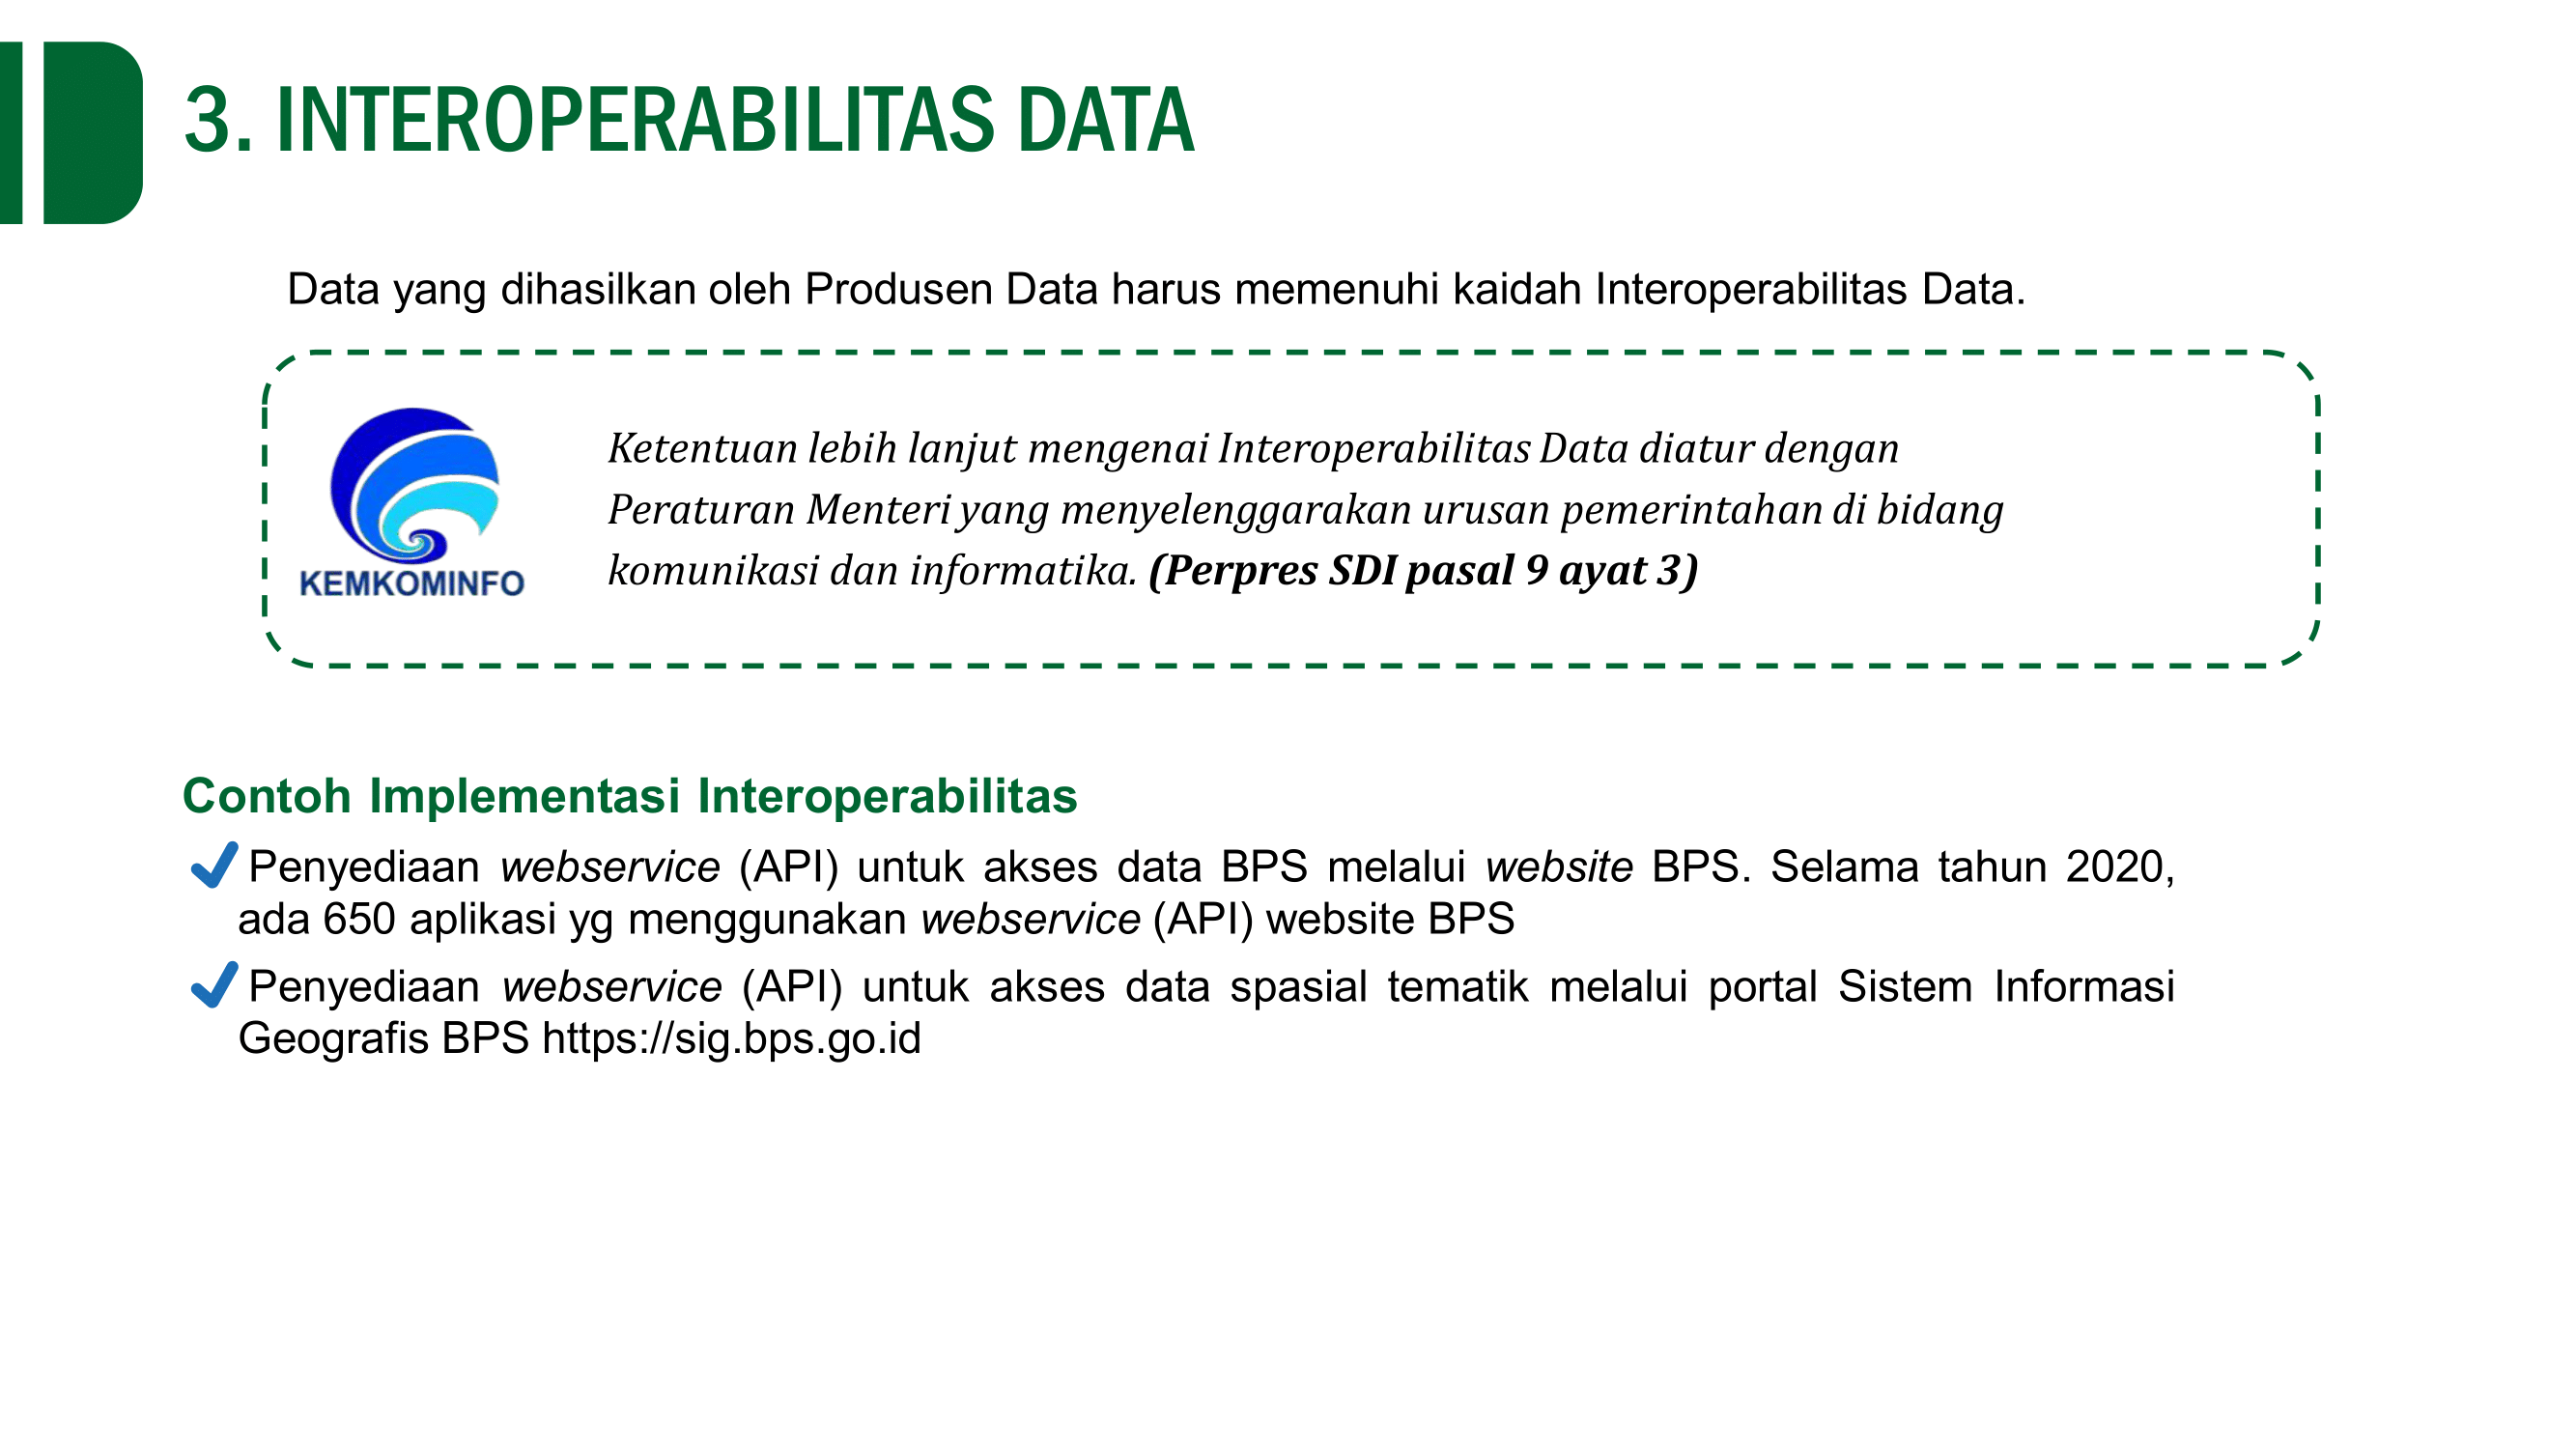 3. INTEROPERABILITAS DATA
Data yang dihasilkan oleh Produsen Data harus memenuhi kaidah Interoperabilitas Data.
Ketentuan lebih lanjut mengenai Interoperabilitas Data diatur dengan
Peraturan Menteri yang menyelenggarakan urusan pemerintahan di bidang
komunikasi dan informatika. (Perpres SDI pasal 9 ayat 3)
KEMKOMINFO
Contoh Implementasi Interoperabilitas
Penyediaan webservice (API) untuk akses data BPS melalui website BPS. Selama tahun 2020,
ada 650 aplikasi yg menggunakan webservice (API) website BPS
Penyediaan webservice (API) untuk akses data spasial tematik melalui portal Sistem Informasi
Geografis BPS https://sig.bps.go.id